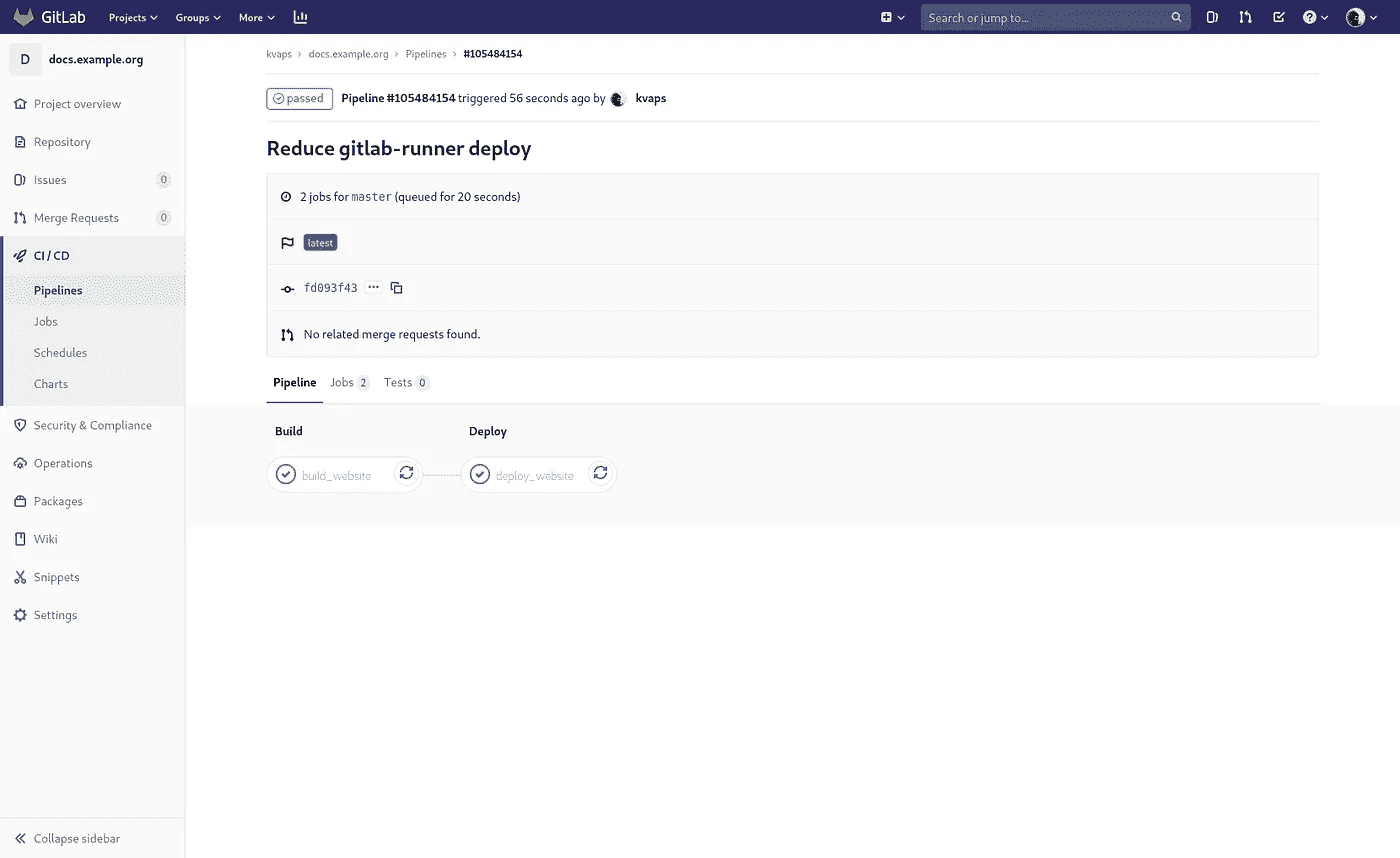 GitLab Projects Groups More Search or jump to...
D docs.example.org
Project overview
Repository
Issues 0
Merge Requests 0
CI / CD
Pipelines
Jobs
Schedules
Charts
Security & Compliance
Operations
Packages
Wiki
Snippets
Settings
Collapse sidebar
kvaps › docs.example.org › Pipelines › #105484154
passed Pipeline #105484154 triggered 56 seconds ago by kvaps
Reduce gitlab-runner deploy
2 jobs for master (queued for 20 seconds)
latest
fd093f43 ...
No related merge requests found.
Pipeline Jobs 2 Tests 0
Build Deploy
build_website deploy_website